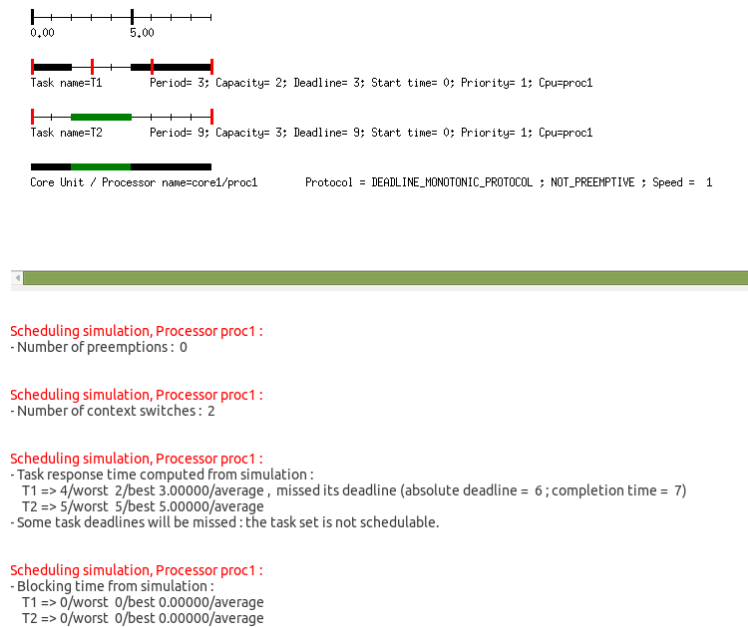 0.00 5.00
Task name=T1 Period= 3; Capacity= 2; Deadline= 3; Start time= 0; Priority= 1; Cpu=proc1
Task name=T2 Period= 9; Capacity= 3; Deadline= 9; Start time= 0; Priority= 1; Cpu=proc1
Core Unit / Processor name=core1/proc1 Protocol = DEADLINE_MONOTONIC_PROTOCOL ; NOT_PREEMPTIVE ; Speed = 1
Scheduling simulation, Processor proc1 :
- Number of preemptions : 0
Scheduling simulation, Processor proc1 :
- Number of context switches : 2
Scheduling simulation, Processor proc1 :
- Task response time computed from simulation :
T1 => 4/worst 2/best 3.00000/average , missed its deadline (absolute deadline = 6 ; completion time = 7)
T2 => 5/worst 5/best 5.00000/average
- Some task deadlines will be missed : the task set is not schedulable.
Scheduling simulation, Processor proc1 :
- Blocking time from simulation :
T1 => 0/worst 0/best 0.00000/average
T2 => 0/worst 0/best 0.00000/average